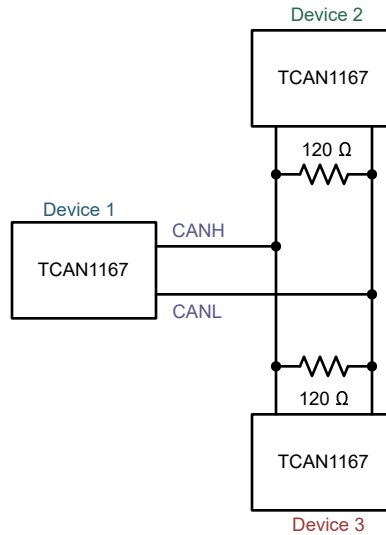 Device 2
TCAN1167
120 Ω
Device 1
CANH
TCAN1167
CANL
120 Ω
TCAN1167
Device 3